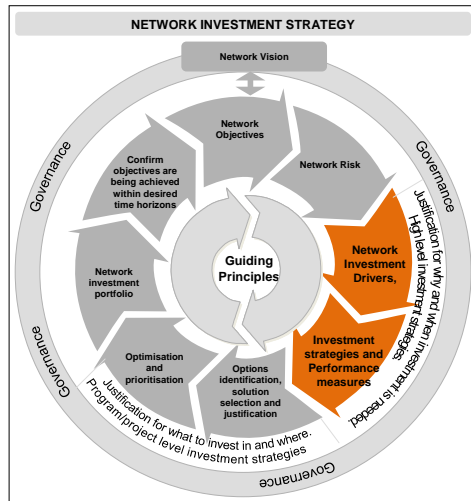 NETWORK INVESTMENT STRATEGY
Network Vision
Network
Objectives
Network Risk
Network
Investment
Drivers,
Investment
strategies and
Performance
measures
Options
identification,
solution
selection and
justification
Optimisation
and
prioritisation
Network
investment
portfolio
Confirm
objectives are
being achieved
within desired
time horizons
Guiding
Principles
Governance
Governance
Governance
Governance
Justification for why and when investment is needed.
High level investment strategies.
Justification for what to invest in and where.
Program/project level investment strategies